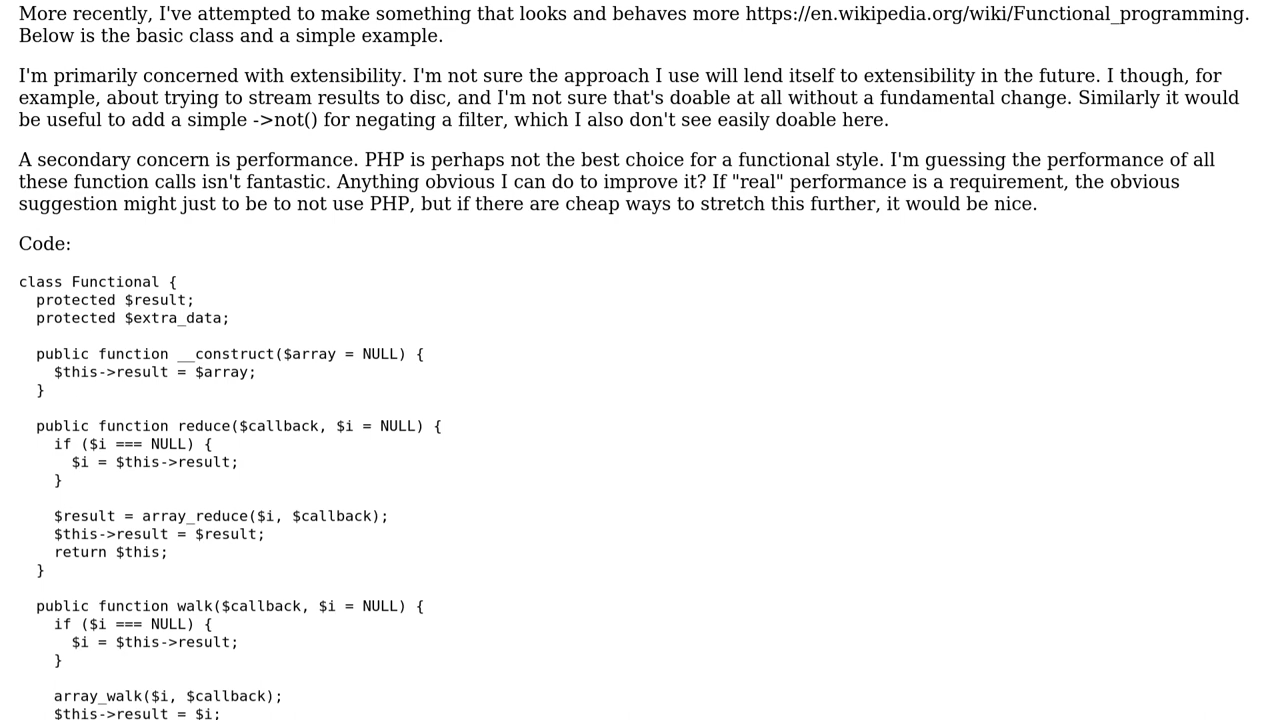 More recently, I've attempted to make something that looks and behaves more https://en.wikipedia.org/wiki/Functional_programming.
Below is the basic class and a simple example.
I'm primarily concerned with extensibility. I'm not sure the approach I use will lend itself to extensibility in the future. I though, for
example, about trying to stream results to disc, and I'm not sure that's doable at all without a fundamental change. Similarly it would
be useful to add a simple ->not() for negating a filter, which I also don't see easily doable here.
A secondary concern is performance. PHP is perhaps not the best choice for a functional style. I'm guessing the performance of all
these function calls isn't fantastic. Anything obvious I can do to improve it? If "real" performance is a requirement, the obvious
suggestion might just to be to not use PHP, but if there are cheap ways to stretch this further, it would be nice.
Code:
class Functional {
  protected $result;
  protected $extra_data;
  public function __construct($array = NULL) {
    $this->result = $array;
  }
  public function reduce($callback, $i = NULL) {
    if ($i === NULL) {
      $i = $this->result;
    }
    $result = array_reduce($i, $callback);
    $this->result = $result;
    return $this;
  }
  public function walk($callback, $i = NULL) {
    if ($i === NULL) {
      $i = $this->result;
    }
    array_walk($i, $callback);
    $this->result = $i;